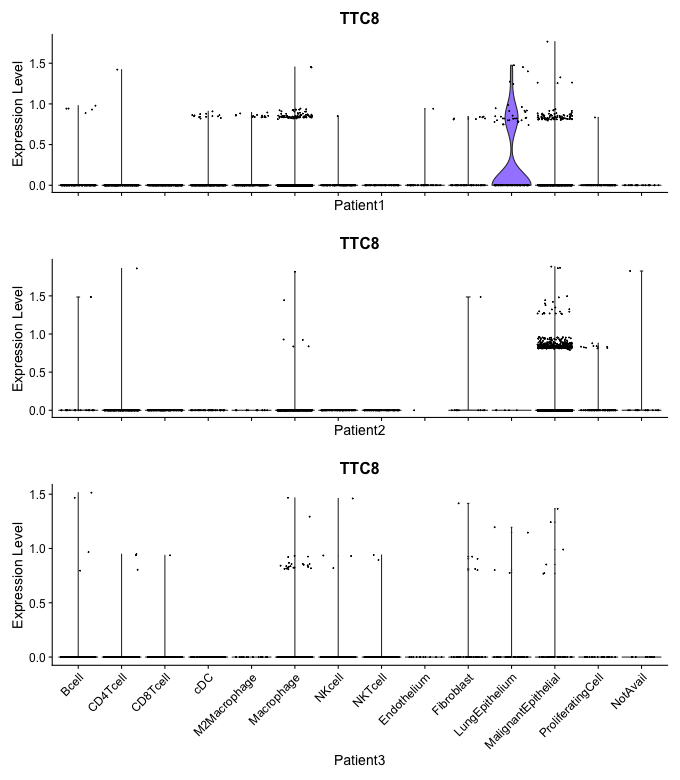 TTC8
Expression Level
1.5
1.0
0.5
0.0
Patient1
TTC8
Expression Level
1.5
1.0
0.5
0.0
Patient2
TTC8
Expression Level
1.5
1.0
0.5
0.0
Bcell
CD4Tcell
CD8Tcell
cDC
M2Macrophage
Macrophage
NKcell
NKTcell
Endothelium
Fibroblast
LungEpithelium
MalignantEpithelial
ProliferatingCell
NotAvail
Patient3